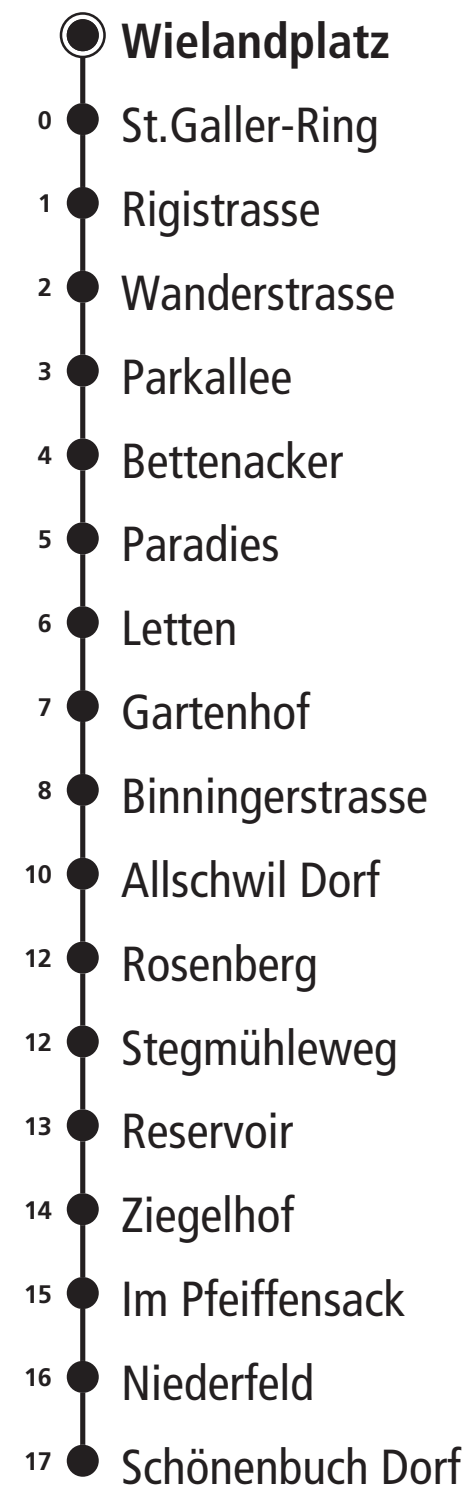 Wielandplatz
0 St.Galler-Ring
1 Rigistrasse
2 Wanderstrasse
3 Parkallee
4 Bettenacker
5 Paradies
6 Letten
7 Gartenhof
8 Binningerstrasse
10 Allschwil Dorf
12 Rosenberg
12 Stegmühleweg
13 Reservoir
14 Ziegelhof
15 Im Pfeiffensack
16 Niederfeld
17 Schönenbuch Dorf